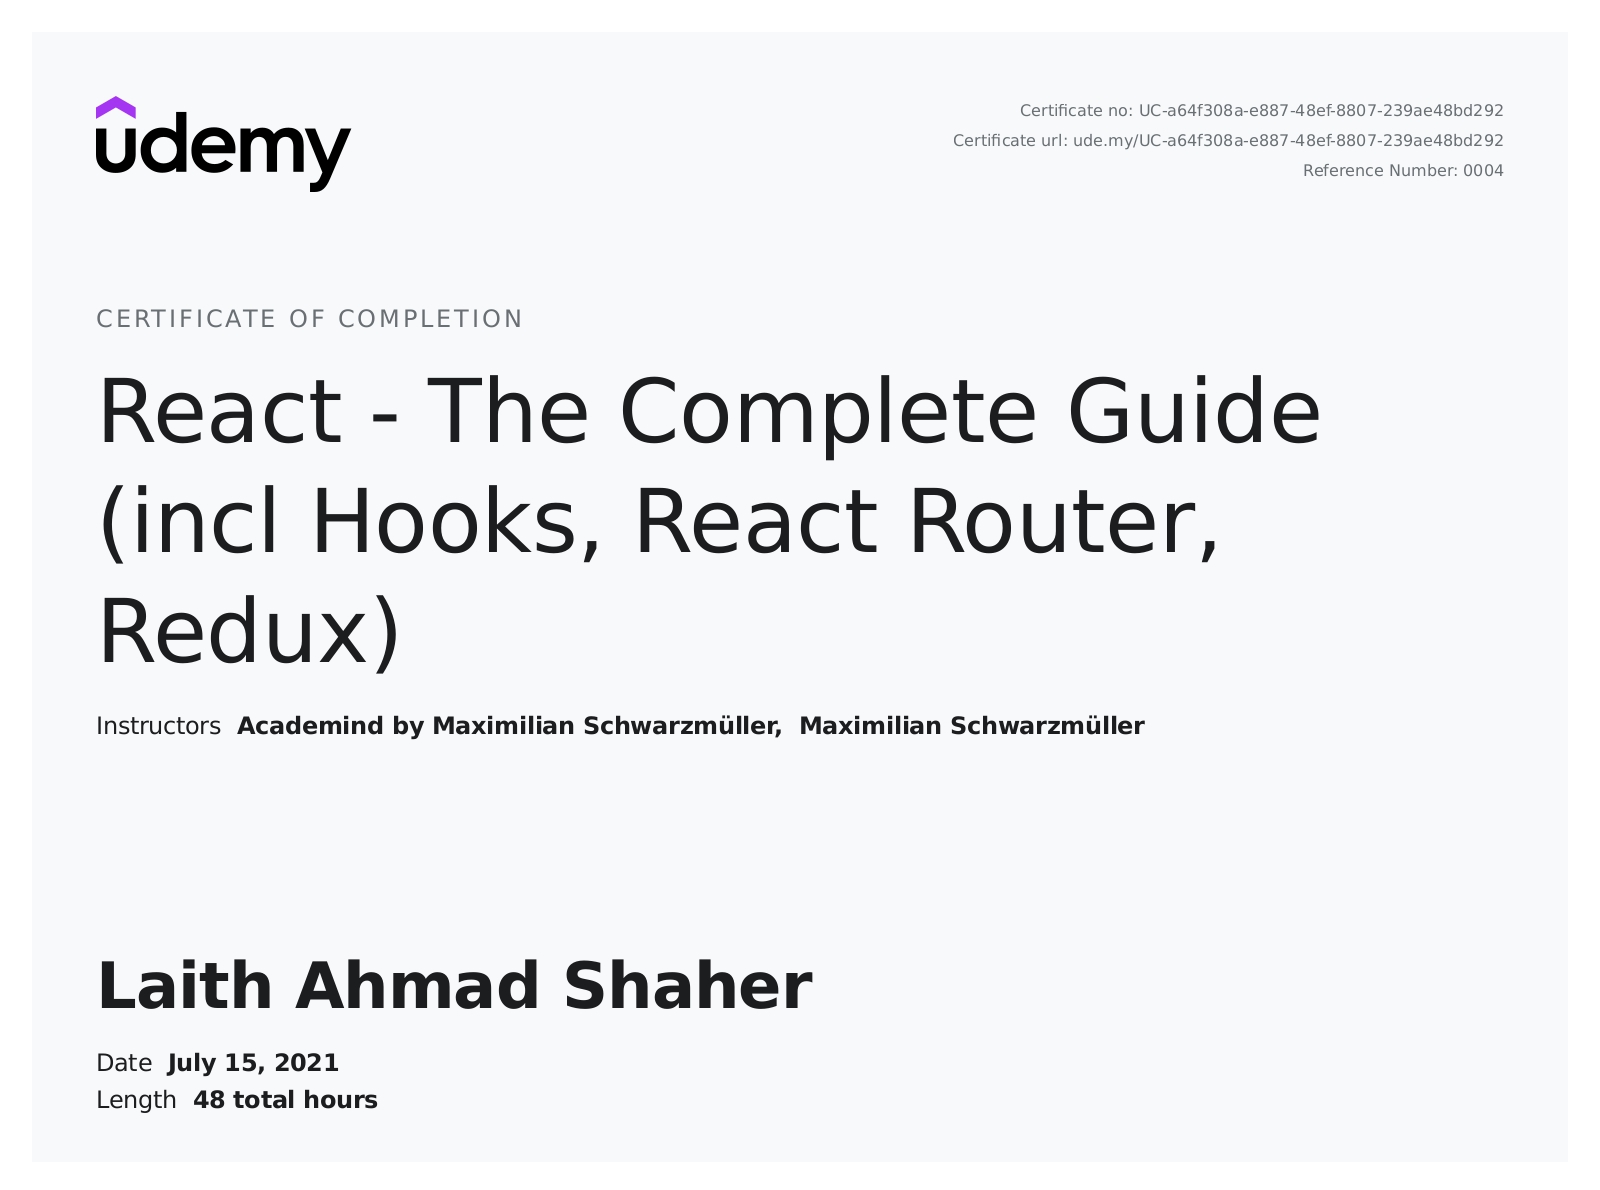 udemy
Certificate no: UC-a64f308a-e887-48ef-8807-239ae48bd292
Certificate url: ude.my/UC-a64f308a-e887-48ef-8807-239ae48bd292
Reference Number: 0004
CERTIFICATE OF COMPLETION
React - The Complete Guide
(incl Hooks, React Router,
Redux)
Instructors Academind by Maximilian Schwarzmüller, Maximilian Schwarzmüller
Laith Ahmad Shaher
Date July 15, 2021
Length 48 total hours